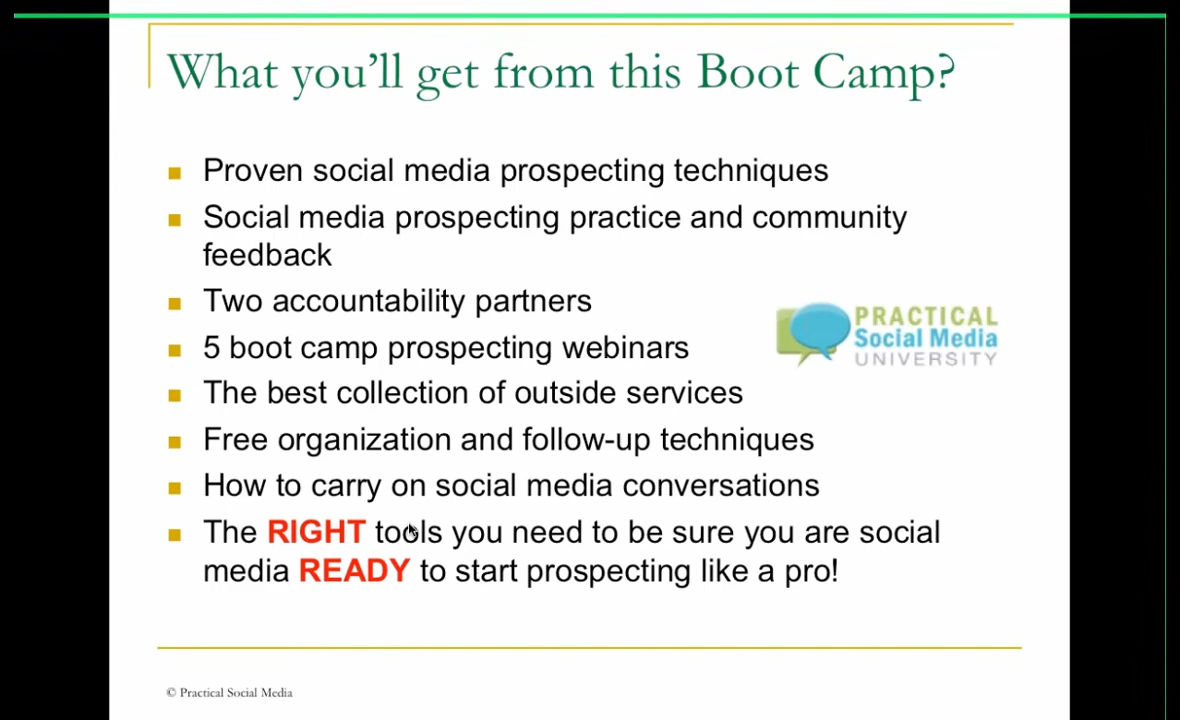 What you'll get from this Boot Camp?
Proven social media prospecting techniques
Social media prospecting practice and community
feedback
Two accountability partners
5 boot camp prospecting webinars
The best collection of outside services
Free organization and follow-up techniques
How to carry on social media conversations
The RIGHT tools you need to be sure you are social
media READY to start prospecting like a pro!
PRACTICAL
Social Media
UNIVERSITY
© Practical Social Media